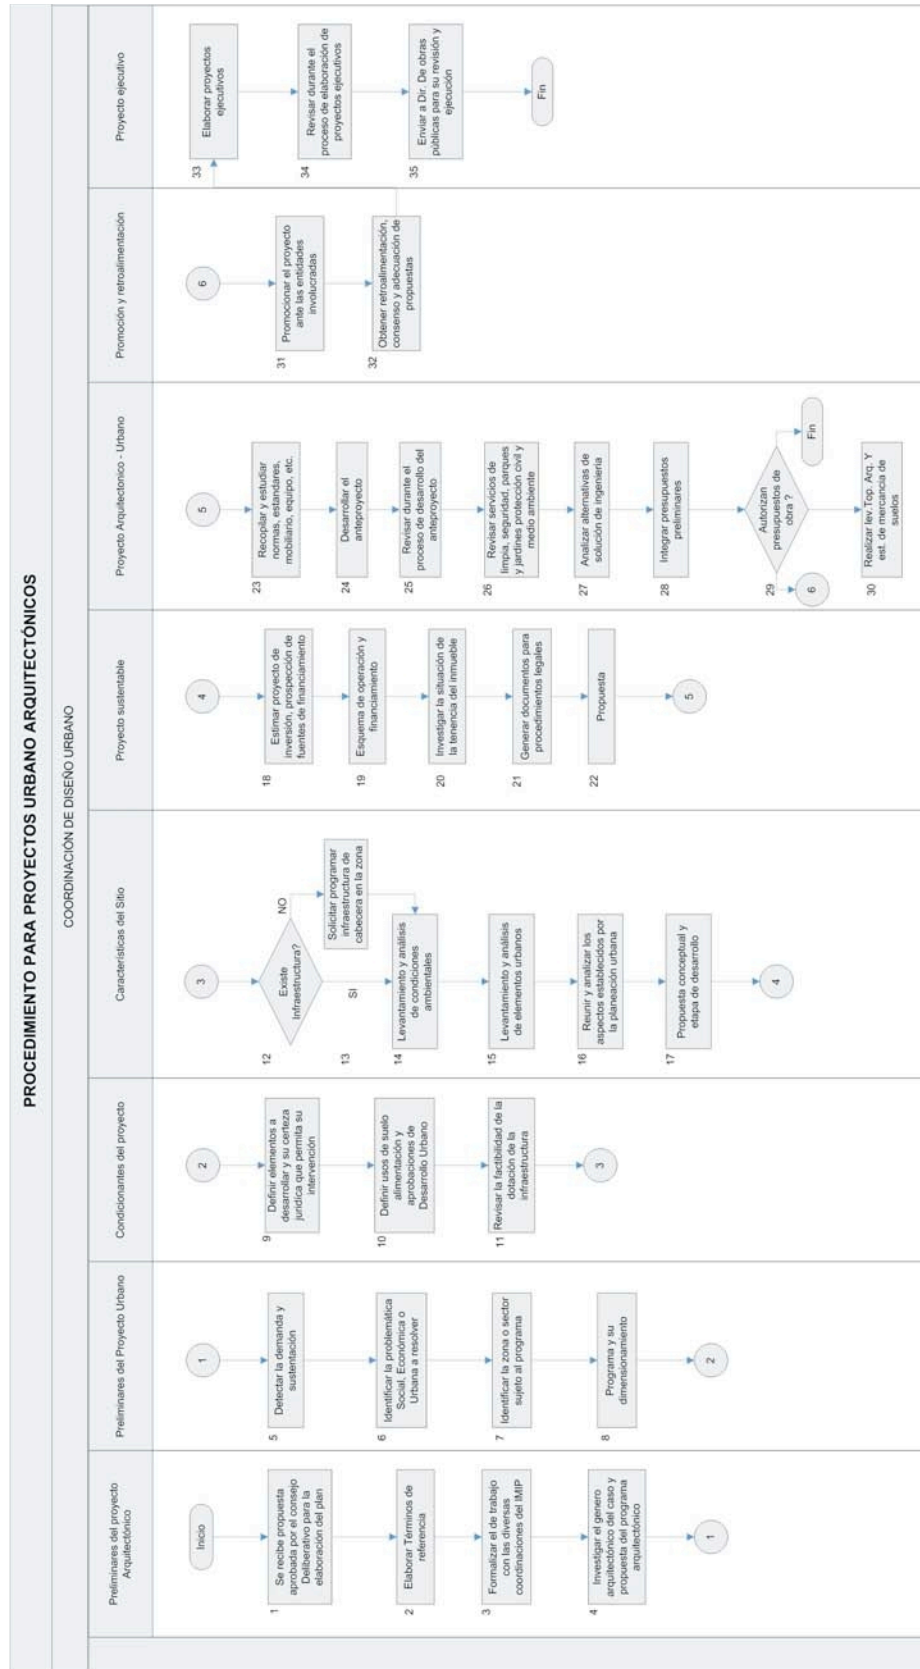 PROCEDIMIENTO PARA PROYECTOS URBANO ARQUITECTÓNICOS
COORDINACIÓN DE DISEÑO URBANO
Preliminares del proyecto
Arquitectónico
Inicio
1
Se recibe propuesta
aprobada por el consejo
Deliberativo para la
elaboración del plan
2
Elaborar Términos de
referencia
3
Formalizar el de trabajo
con las diversas
coordinaciones del IMIP
4
Investigar el genero
arquitectónico del caso y
propuesta del programa
arquitectónico
1
Preliminares del Proyecto Urbano
1
5
Detectar la demanda y
sustentación
6
Identificar la problemática
Social, Económica o
Urbana a resolver
7
Identificar la zona o sector
sujeto al programa
8
Programa y su
dimensionamiento
2
Condicionantes del proyecto
2
9
Definir elementos a
desarrollar y su certeza
jurídica que permita su
intervención
10
Definir usos de suelo
alimentación y
aprobaciones de
Desarrollo Urbano
11
Revisar la factibilidad de la
dotación de la
infraestructura
3
Características del Sitio
3
12
Existe
Infraestructura?
NO
SI
13
Solicitar programar
infraestructura de
cabecera en la zona
14
Levantamiento y análisis
de condiciones
ambientales
15
Levantamiento y análisis
de elementos urbanos
16
Reunir y analizar los
aspectos establecidos por
la planeación urbana
17
Propuesta conceptual y
etapa de desarrollo
4
Proyecto sustentable
4
18
Estimar proyecto de
inversión, prospección de
fuentes de financiamiento
19
Esquema de operación y
financiamiento
20
Investigar la situación de
la tenencia del inmueble
21
Generar documentos para
procedimientos legales
22
Propuesta
5
Proyecto Arquitectonico - Urbano
5
23
Recopilar y estudiar
normas, estandares,
mobiliario, equipo, etc.
24
Desarrollar el
anteproyecto
25
Revisar durante el
proceso de desarrollo del
anteproyecto
26
Revisar servicios de
limpia, seguridad, parques
y jardines protección civil y
medio ambiente
27
Analizar alternativas de
solución de ingeniería
28
Integrar presupuestos
preliminares
29
Autorizan
presupuestos de
obra ?
6
Fin
30
Realizar lev.Top. Arq. Y
est. de mercancia de
suelos
Promoción y retroalimentación
6
31
Promocionar el proyecto
ante las entidades
involucradas
32
Obtener retroalimentación,
consenso y adecuación de
propuestas
Proyecto ejecutivo
33
Elaborar proyectos
ejecutivos
34
Revisar durante el
proceso de elaboración de
proyectos ejecutivos
35
Enviar a Dir. De obras
públicas para su revisión y
ejecución
Fin